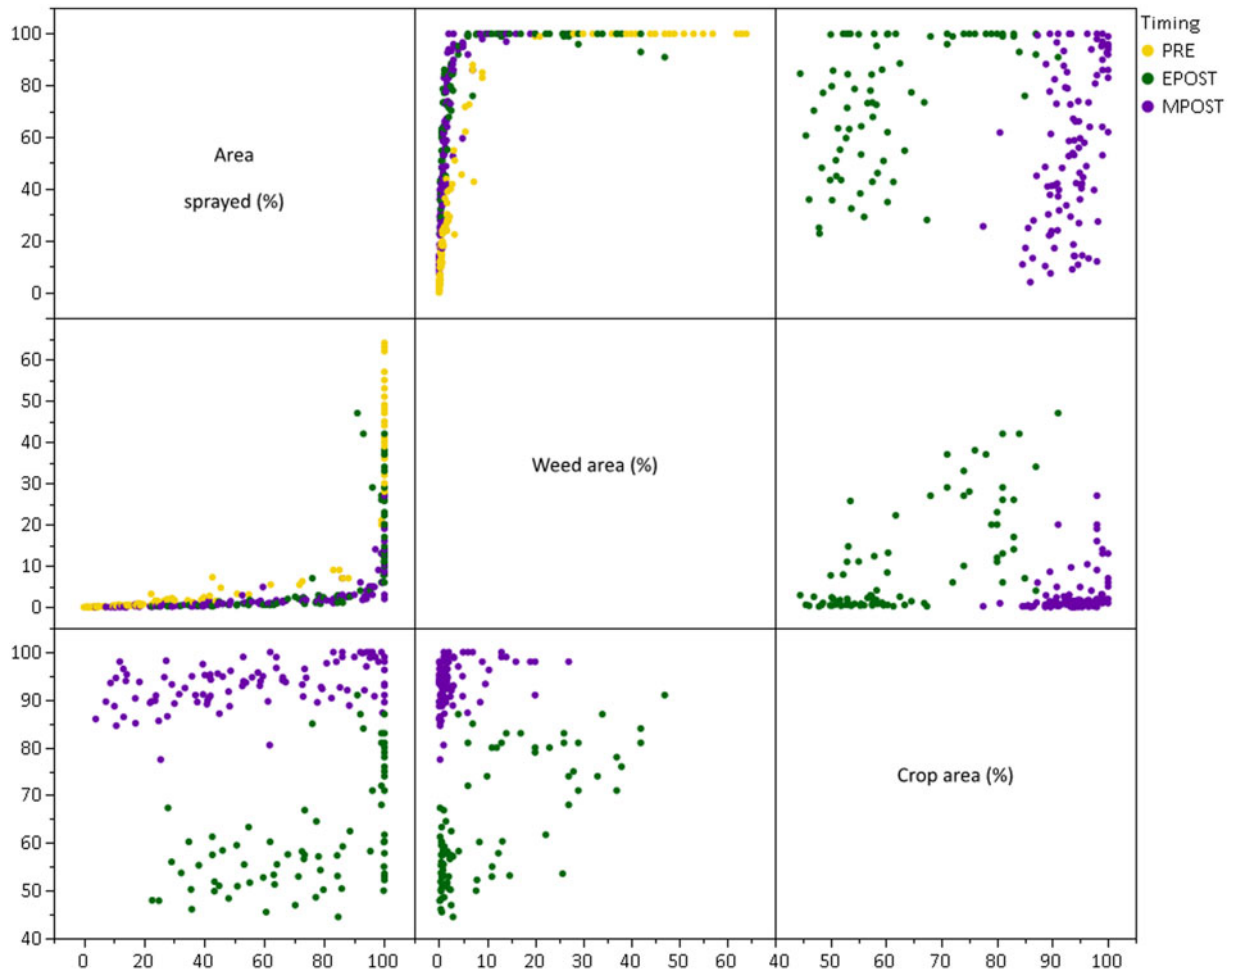 100
80
60
40
20
0
Area
sprayed (%)
Timing
PRE
EPOST
MPOST
60
50
40
30
20
10
0
Weed area (%)
100
90
80
70
60
50
40
Crop area (%)
0 20 40 60 80 100
0 10 20 30 40 50 60
40 50 60 70 80 90 100